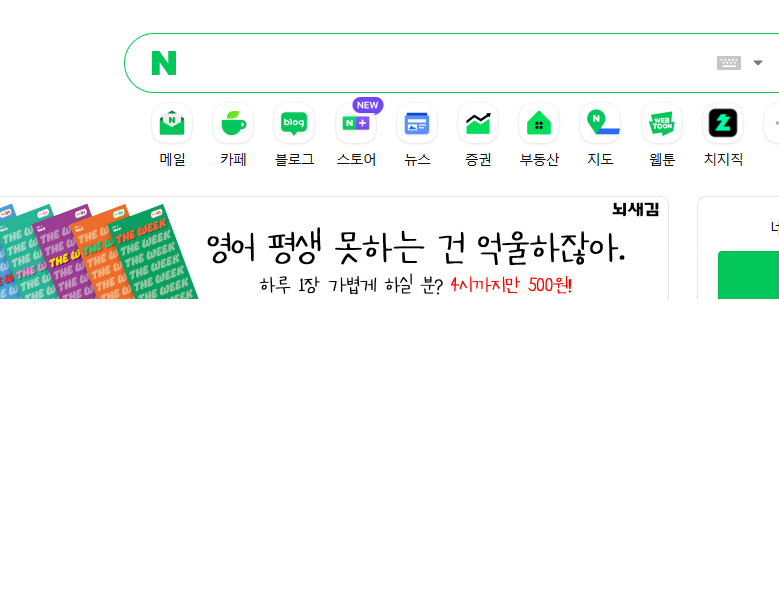 N
NEW
blog
N +
N
WEB
TOON
메일 카페 블로그 스토어 뉴스 증권 부동산 지도 웹툰 치지직
뇌새김
영어 평생 못하는 건 억울하잖아.
하루 1장 가볍게 하실 분? 4시까지만 500원!
THE WEEK
THE WEEK
THE WEEK
THE WEEK
THE WEEK